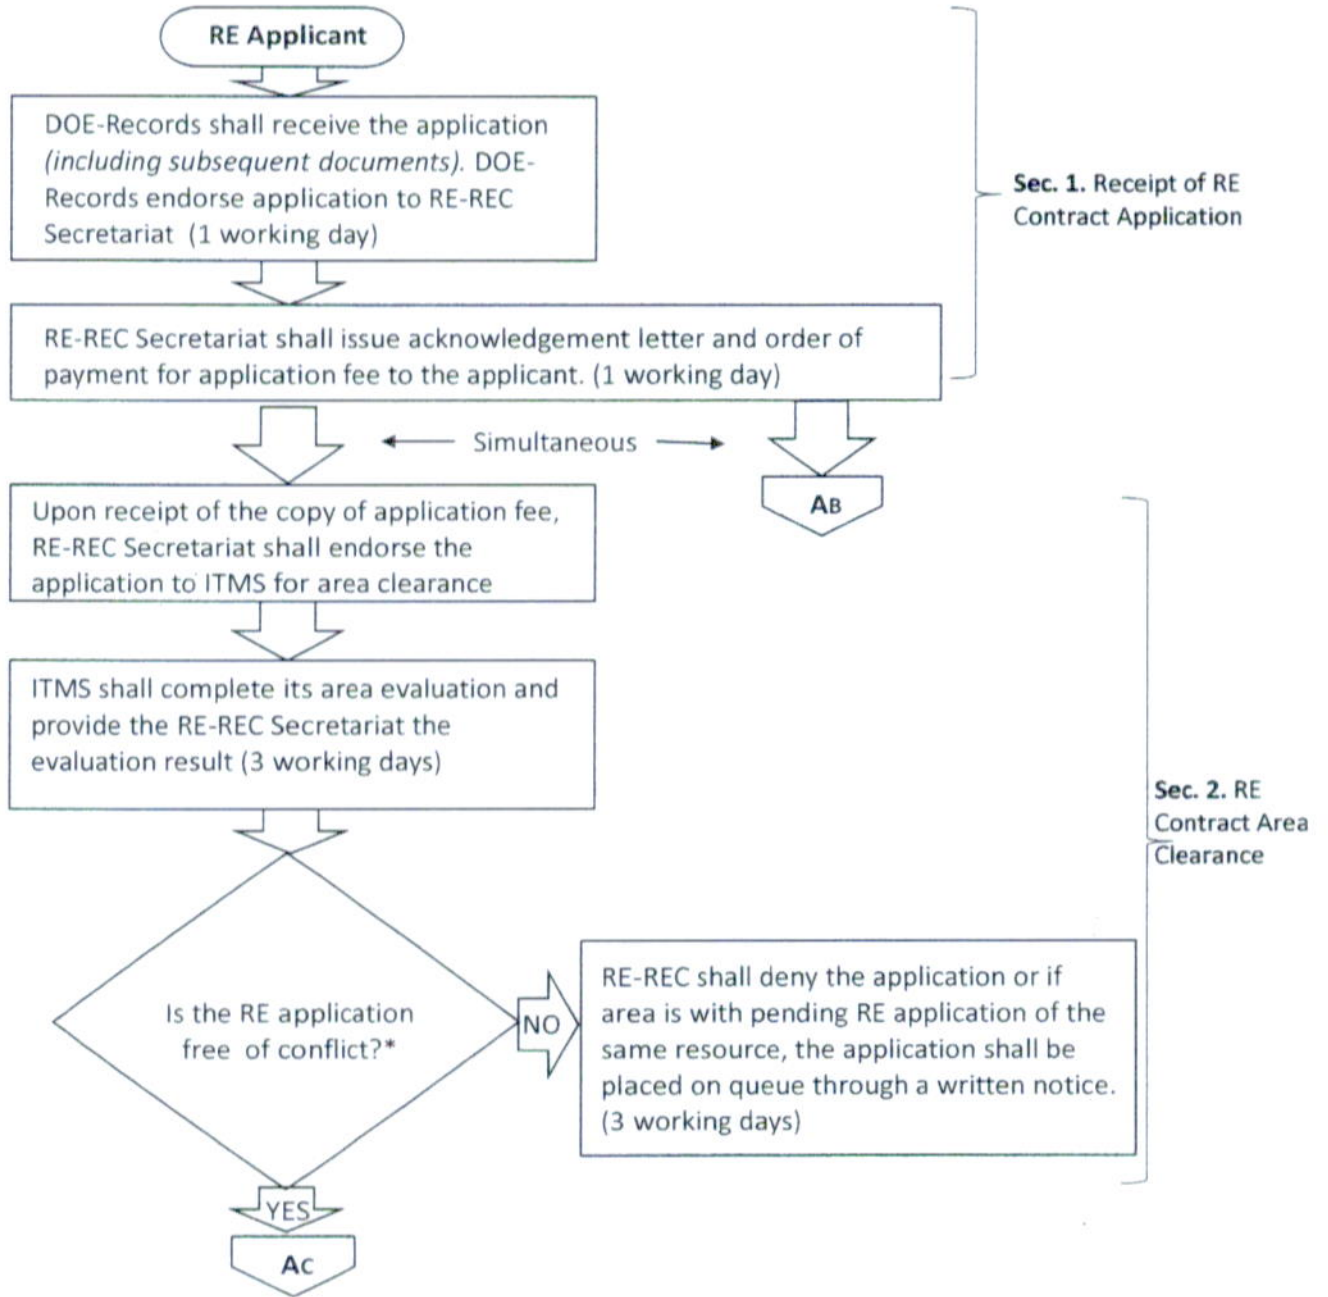 RE Applicant
DOE-Records shall receive the application
(including subsequent documents). DOE-
Records endorse application to RE-REC
Secretariat (1 working day)
Sec. 1. Receipt of RE
Contract Application
RE-REC Secretariat shall issue acknowledgement letter and order of
payment for application fee to the applicant. (1 working day)
Simultaneous
AB
Upon receipt of the copy of application fee,
RE-REC Secretariat shall endorse the
application to ITMS for area clearance
ITMS shall complete its area evaluation and
provide the RE-REC Secretariat the
evaluation result (3 working days)
Sec. 2. RE
Contract Area
Clearance
Is the RE application
free of conflict?*
NO
RE-REC shall deny the application or if
area is with pending RE application of the
same resource, the application shall be
placed on queue through a written notice.
(3 working days)
YES
AC